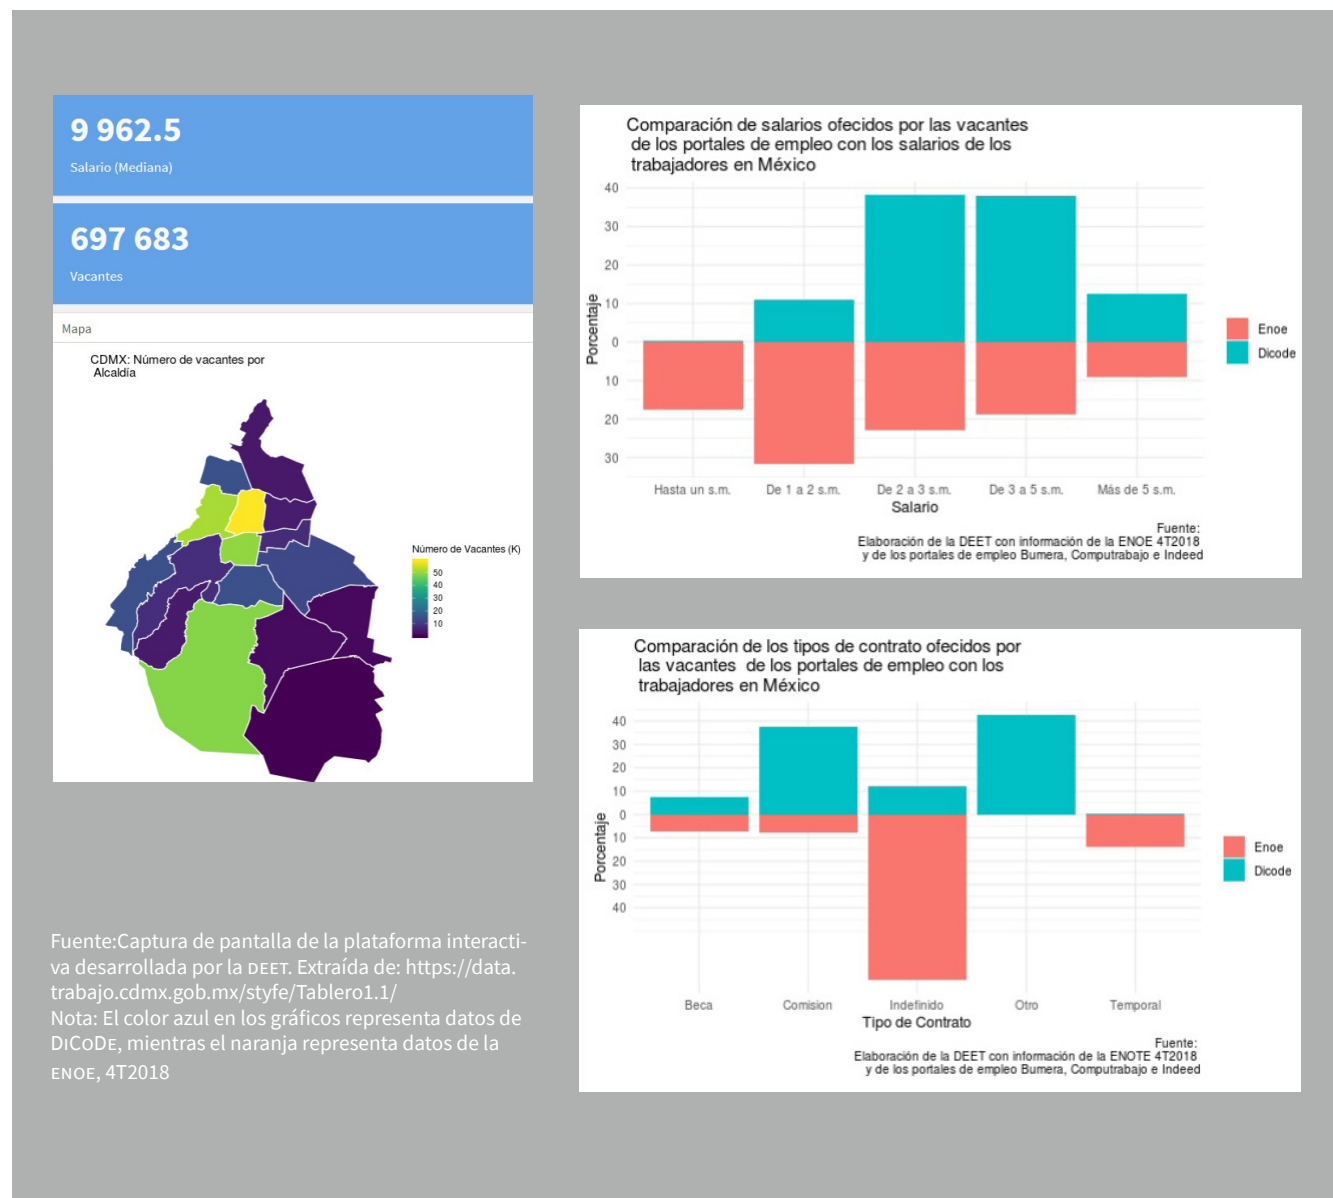 9 962.5
Salario (Mediana)
697 683
Vacantes
Mapa
CDMX: Número de vacantes por
Alcaldía
Número de Vacantes (K)
50
40
30
20
10
Fuente:Captura de pantalla de la plataforma interacti-
va desarrollada por la DEET. Extraída de: https://data.
trabajo.cdmx.gob.mx/styfe/Tablero1.1/
Nota: El color azul en los gráficos representa datos de
DICODE, mientras el naranja representa datos de la
ENOE, 4T2018
Comparación de salarios ofecidos por las vacantes
de los portales de empleo con los salarios de los
trabajadores en México
Porcentaje
40
30
20
10
0
10
20
30
Hasta un s.m.
De 1 a 2 s.m.
De 2 a 3 s.m.
De 3 a 5 s.m.
Más de 5 s.m.
Salario
Enoe
Dicode
Fuente:
Elaboración de la DEET con información de la ENOE 4T2018
y de los portales de empleo Bumera, Computrabajo e Indeed
Comparación de los tipos de contrato ofecidos por
las vacantes de los portales de empleo con los
trabajadores en México
Porcentaje
40
30
20
10
0
10
20
30
40
Beca
Comision
Indefinido
Otro
Temporal
Tipo de Contrato
Enoe
Dicode
Fuente:
Elaboración de la DEET con información de la ENOTE 4T2018
y de los portales de empleo Bumera, Computrabajo e Indeed